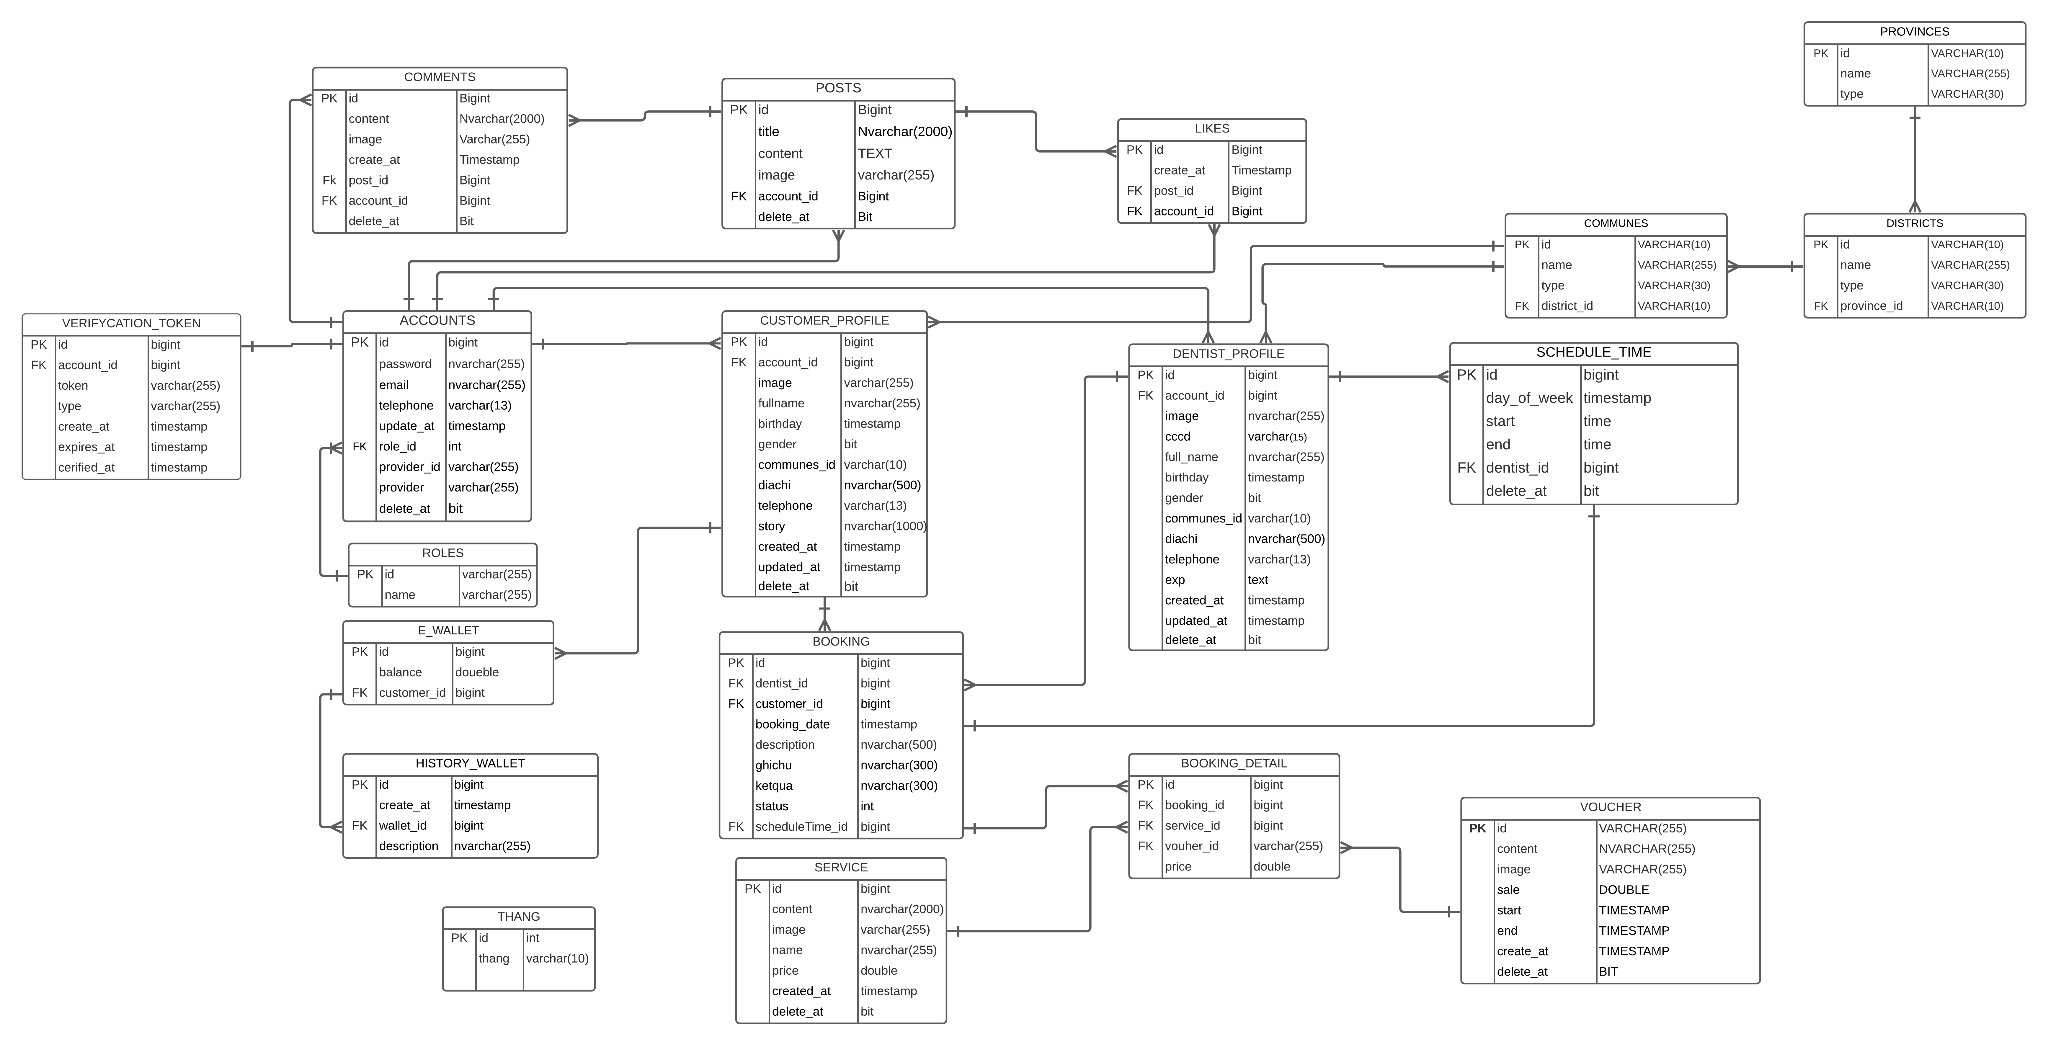 PROVINCES
PK id VARCHAR(10)
name VARCHAR(255)
type VARCHAR(30)
COMMENTS
PK id Bigint
content Nvarchar(2000)
image Varchar(255)
create_at Timestamp
Fk post_id Bigint
FK account_id Bigint
delete_at Bit
POSTS
PK id Bigint
title Nvarchar(2000)
content TEXT
image varchar(255)
FK account_id Bigint
delete_at Bit
LIKES
PK id Bigint
create_at Timestamp
FK post_id Bigint
FK account_id Bigint
COMMUNES
PK id VARCHAR(10)
name VARCHAR(255)
type VARCHAR(30)
FK district_id VARCHAR(10)
DISTRICTS
PK id VARCHAR(10)
name VARCHAR(255)
type VARCHAR(30)
FK province_id VARCHAR(10)
VERIFYCATION_TOKEN
PK id bigint
FK account_id bigint
token varchar(255)
type varchar(255)
create_at timestamp
expires_at timestamp
cerified_at timestamp
ACCOUNTS
PK id bigint
password nvarchar(255)
email nvarchar(255)
telephone varchar(13)
update_at timestamp
FK role_id int
provider_id varchar(255)
provider varchar(255)
delete_at bit
CUSTOMER_PROFILE
PK id bigint
FK account_id bigint
image varchar(255)
fullname nvarchar(255)
birthday timestamp
gender bit
communes_id varchar(10)
diachi nvarchar(500)
telephone varchar(13)
story nvarchar(1000)
created_at timestamp
updated_at timestamp
delete_at bit
DENTIST_PROFILE
PK id bigint
FK account_id bigint
image nvarchar(255)
cccd varchar(15)
full_name nvarchar(255)
birthday timestamp
gender bit
communes_id varchar(10)
diachi nvarchar(500)
telephone varchar(13)
exp text
created_at timestamp
updated_at timestamp
delete_at bit
SCHEDULE_TIME
PK id bigint
day_of_week timestamp
start time
end time
FK dentist_id bigint
delete_at bit
ROLES
PK id varchar(255)
name varchar(255)
E_WALLET
PK id bigint
balance doueble
FK customer_id bigint
BOOKING
PK id bigint
FK dentist_id bigint
FK customer_id bigint
booking_date timestamp
description nvarchar(500)
ghichu nvarchar(300)
ketqua nvarchar(300)
status int
FK scheduleTime_id bigint
HISTORY_WALLET
PK id bigint
create_at timestamp
FK wallet_id bigint
description nvarchar(255)
BOOKING_DETAIL
PK id bigint
FK booking_id bigint
FK service_id bigint
FK vouher_id varchar(255)
price double
VOUCHER
PK id VARCHAR(255)
content NVARCHAR(255)
image VARCHAR(255)
sale DOUBLE
start TIMESTAMP
end TIMESTAMP
create_at TIMESTAMP
delete_at BIT
SERVICE
PK id bigint
content nvarchar(2000)
image varchar(255)
name nvarchar(255)
price double
created_at timestamp
delete_at bit
THANG
PK id int
thang varchar(10)